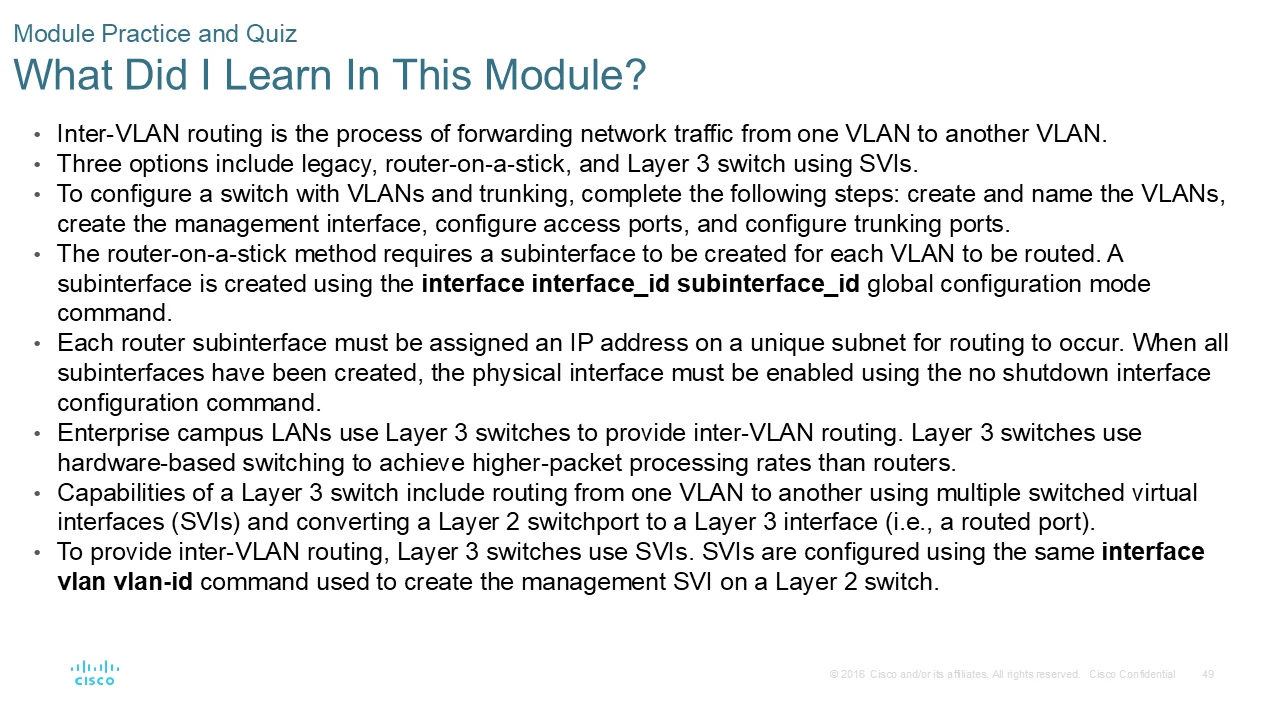 Module Practice and Quiz
What Did I Learn In This Module?
• Inter-VLAN routing is the process of forwarding network traffic from one VLAN to another VLAN.
• Three options include legacy, router-on-a-stick, and Layer 3 switch using SVIs.
• To configure a switch with VLANs and trunking, complete the following steps: create and name the VLANs,
create the management interface, configure access ports, and configure trunking ports.
• The router-on-a-stick method requires a subinterface to be created for each VLAN to be routed. A
subinterface is created using the interface interface_id subinterface_id global configuration mode
command.
• Each router subinterface must be assigned an IP address on a unique subnet for routing to occur. When all
subinterfaces have been created, the physical interface must be enabled using the no shutdown interface
configuration command.
• Enterprise campus LANs use Layer 3 switches to provide inter-VLAN routing. Layer 3 switches use
hardware-based switching to achieve higher-packet processing rates than routers.
• Capabilities of a Layer 3 switch include routing from one VLAN to another using multiple switched virtual
interfaces (SVIs) and converting a Layer 2 switchport to a Layer 3 interface (i.e., a routed port).
• To provide inter-VLAN routing, Layer 3 switches use SVIs. SVIs are configured using the same interface
vlan vlan-id command used to create the management SVI on a Layer 2 switch.
CISCO
© 2016 Cisco and/or its affiliates. All rights reserved. Cisco Confidential 49